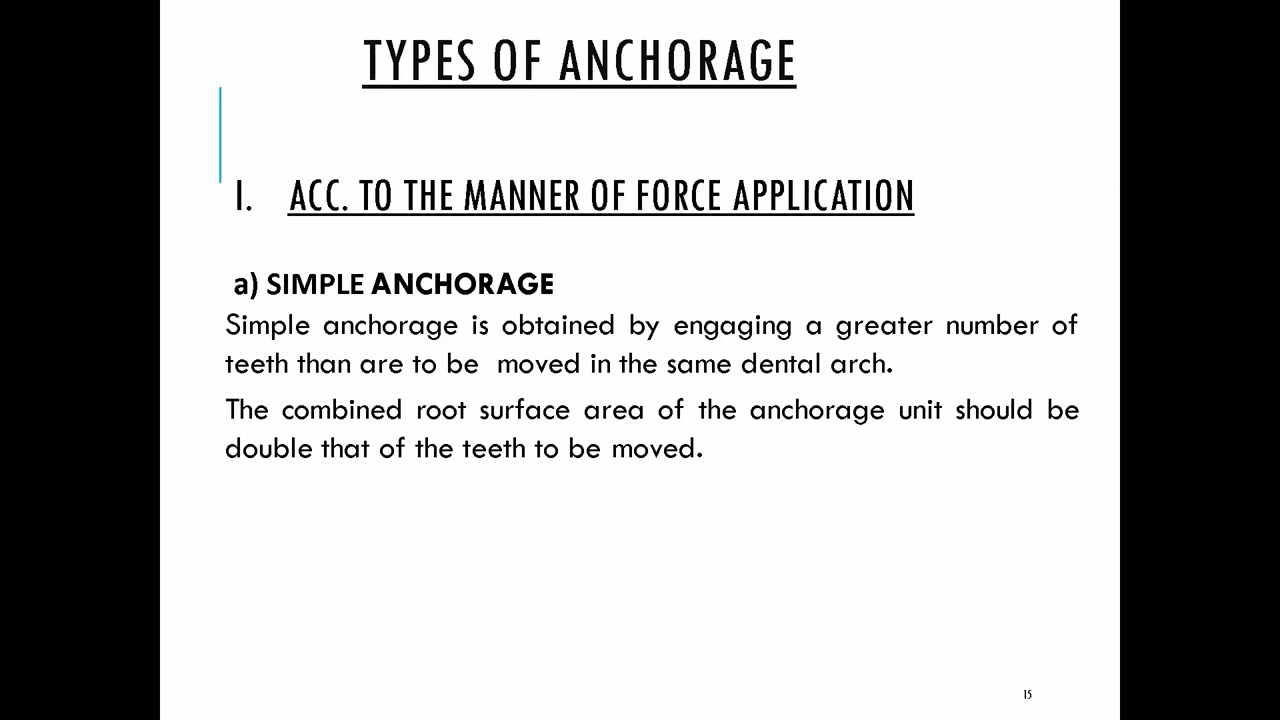 TYPES OF ANCHORAGE
I. ACC. TO THE MANNER OF FORCE APPLICATION
a) SIMPLE ANCHORAGE
Simple anchorage is obtained by engaging a greater number of
teeth than are to be moved in the same dental arch.
The combined root surface area of the anchorage unit should be
double that of the teeth to be moved.
15